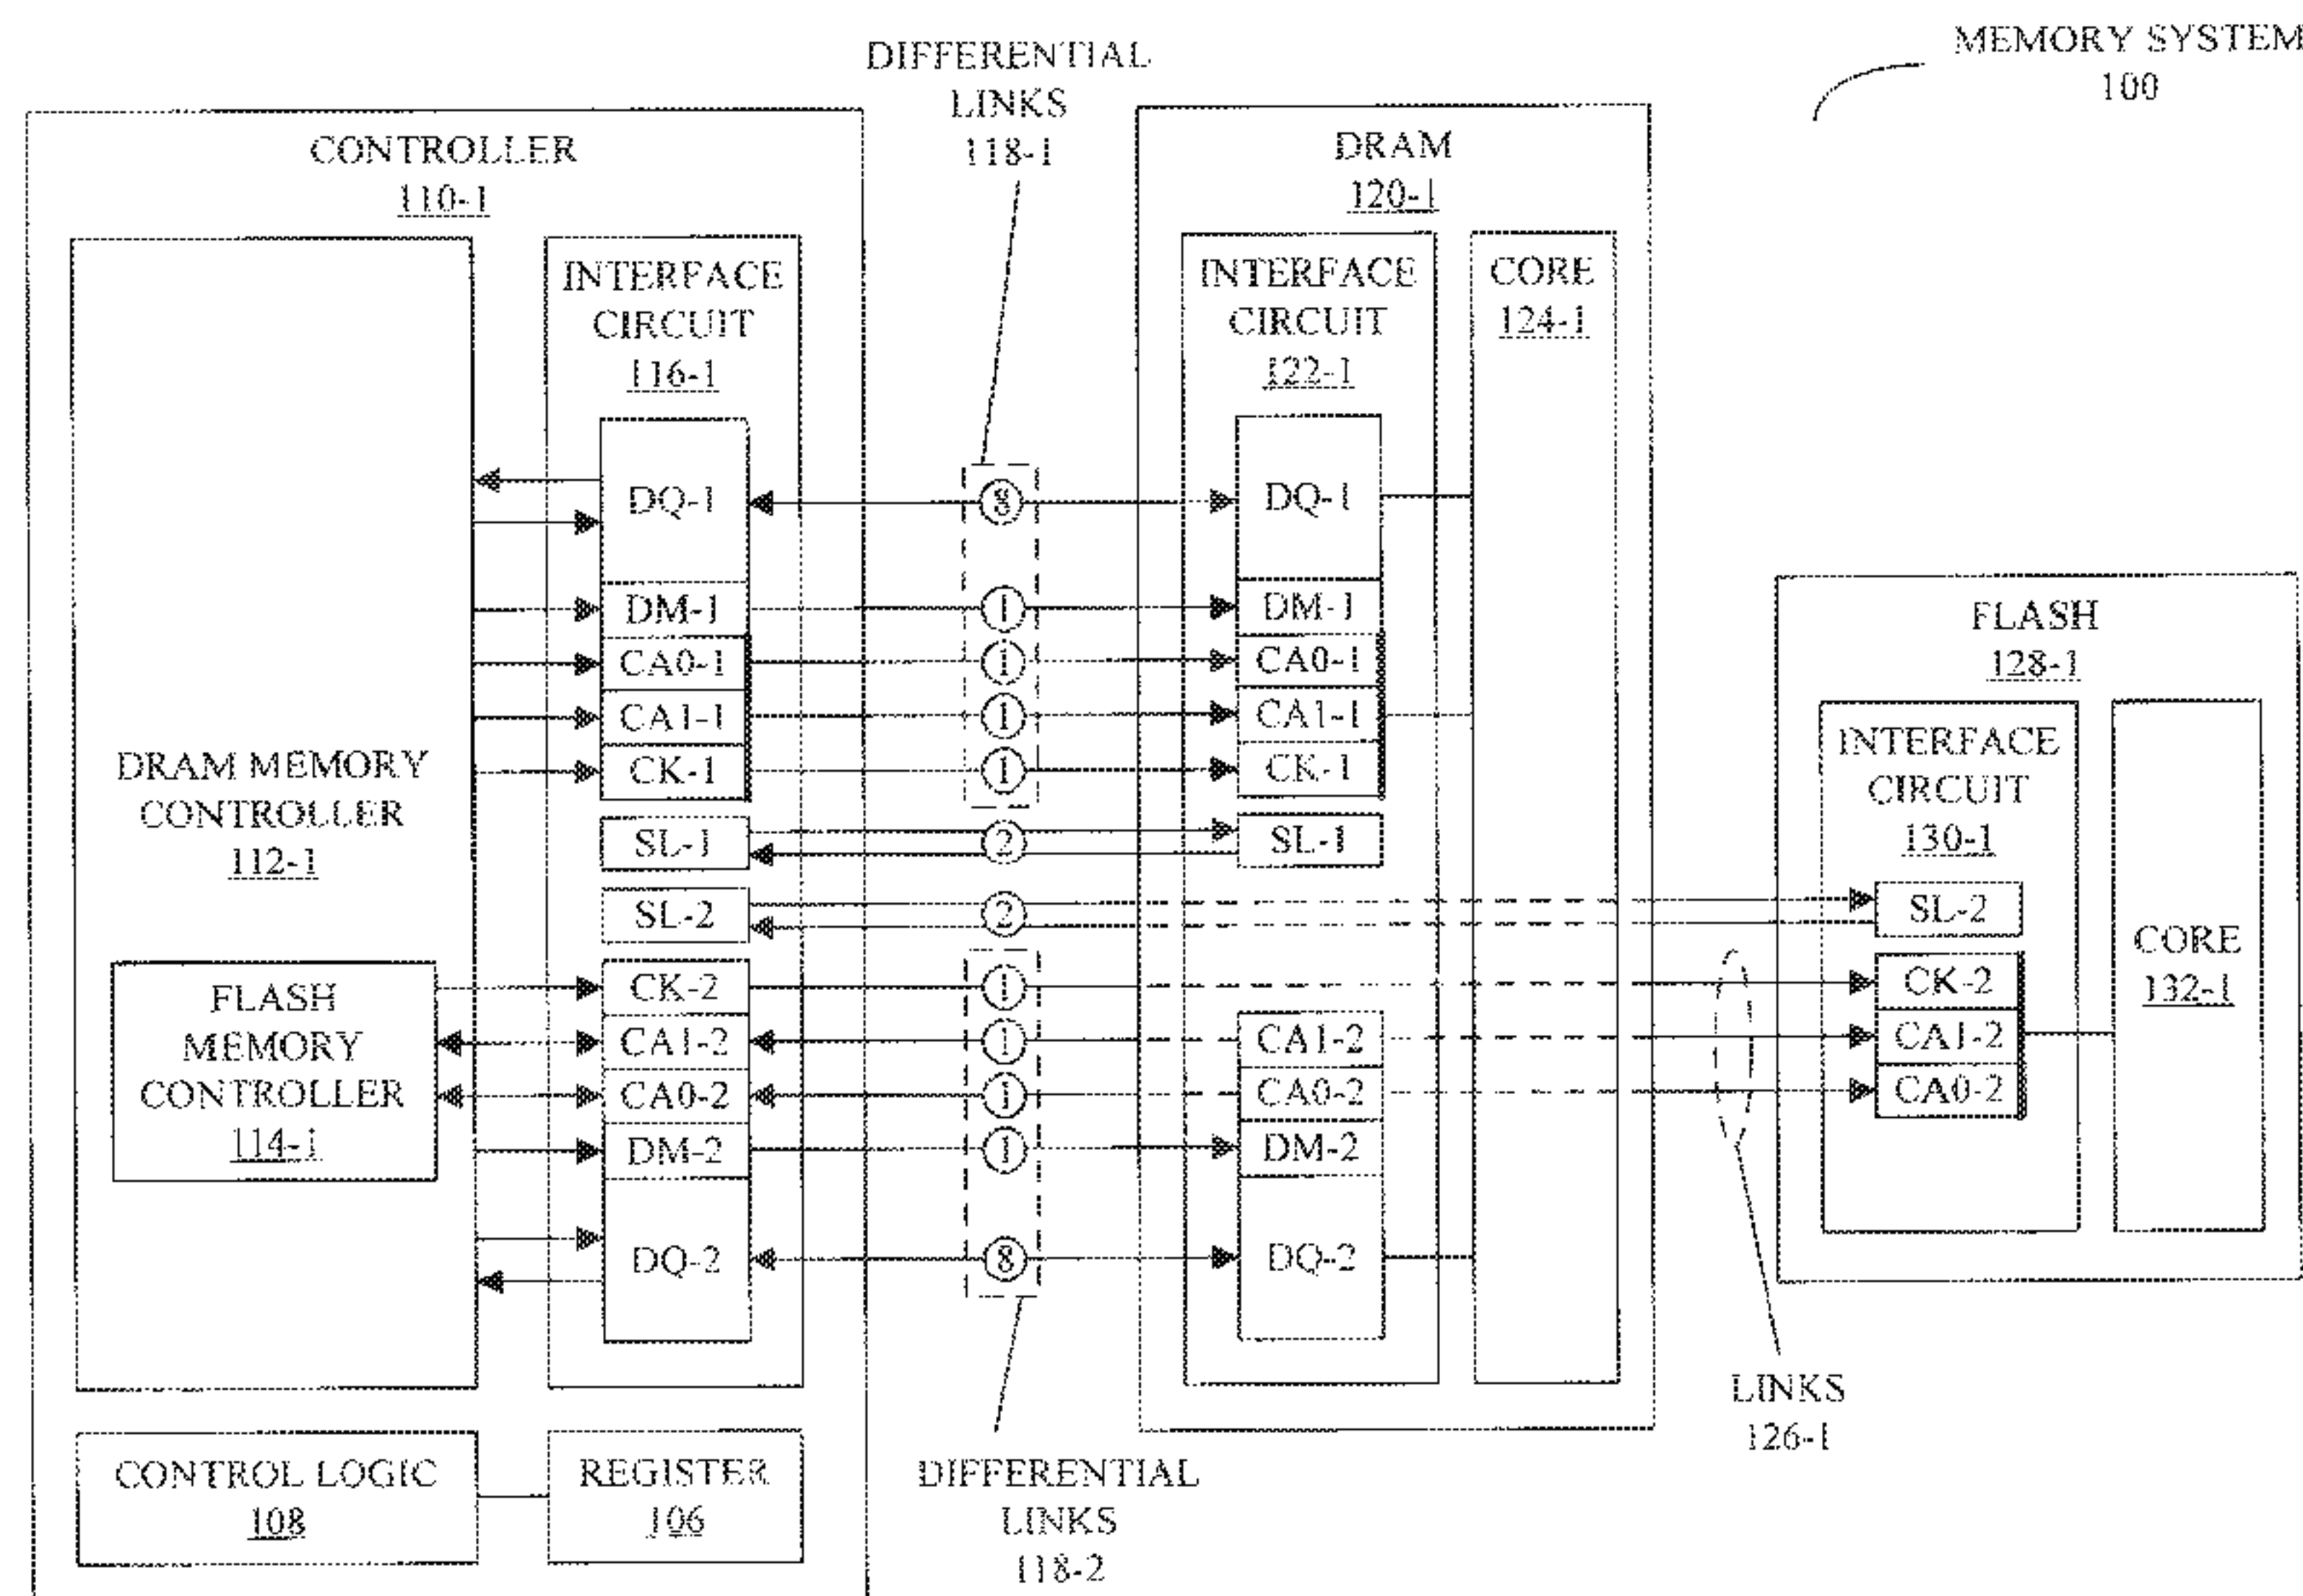 MEMORY SYSTEM
100
DIFFERENTIAL
LINKS
118-1
CONTROLLER
110-1
DRAM MEMORY
CONTROLLER
112-1
FLASH
MEMORY
CONTROLLER
114-1
INTERFACE
CIRCUIT
116-1
DQ-1
DM-1
CA0-1
CA1-1
CK-1
SL-1
SL-2
CK-2
CA1-2
CA0-2
DM-2
DQ-2
CONTROL LOGIC
108
REGISTER
106
8
1
1
1
1
2
2
1
1
1
1
8
DIFFERENTIAL
LINKS
118-2
DRAM
120-1
INTERFACE
CIRCUIT
122-1
DQ-1
DM-1
CA0-1
CA1-1
CK-1
SL-1
CA1-2
CA0-2
DM-2
DQ-2
CORE
124-1
LINKS
126-1
FLASH
128-1
INTERFACE
CIRCUIT
130-1
SL-2
CK-2
CA1-2
CA0-2
CORE
132-1